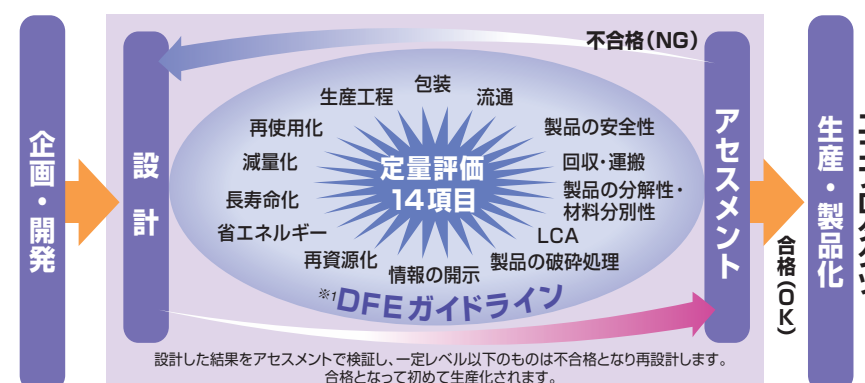 企画・開発
設計
不合格(NG)
包装
生産工程
流通
再使用化
製品の安全性
減量化
定量評価
14項目
回収・運搬
長寿命化
製品の分解性・
材料分別性
省エネルギー
LCA
再資源化
情報の開示
製品の破砕処理
※1DFEガイドライン
アセスメント
合格(OK)
生産・製品化
設計した結果をアセスメントで検証し、一定レベル以下のものは不合格となり再設計します。
合格となって初めて生産化されます。